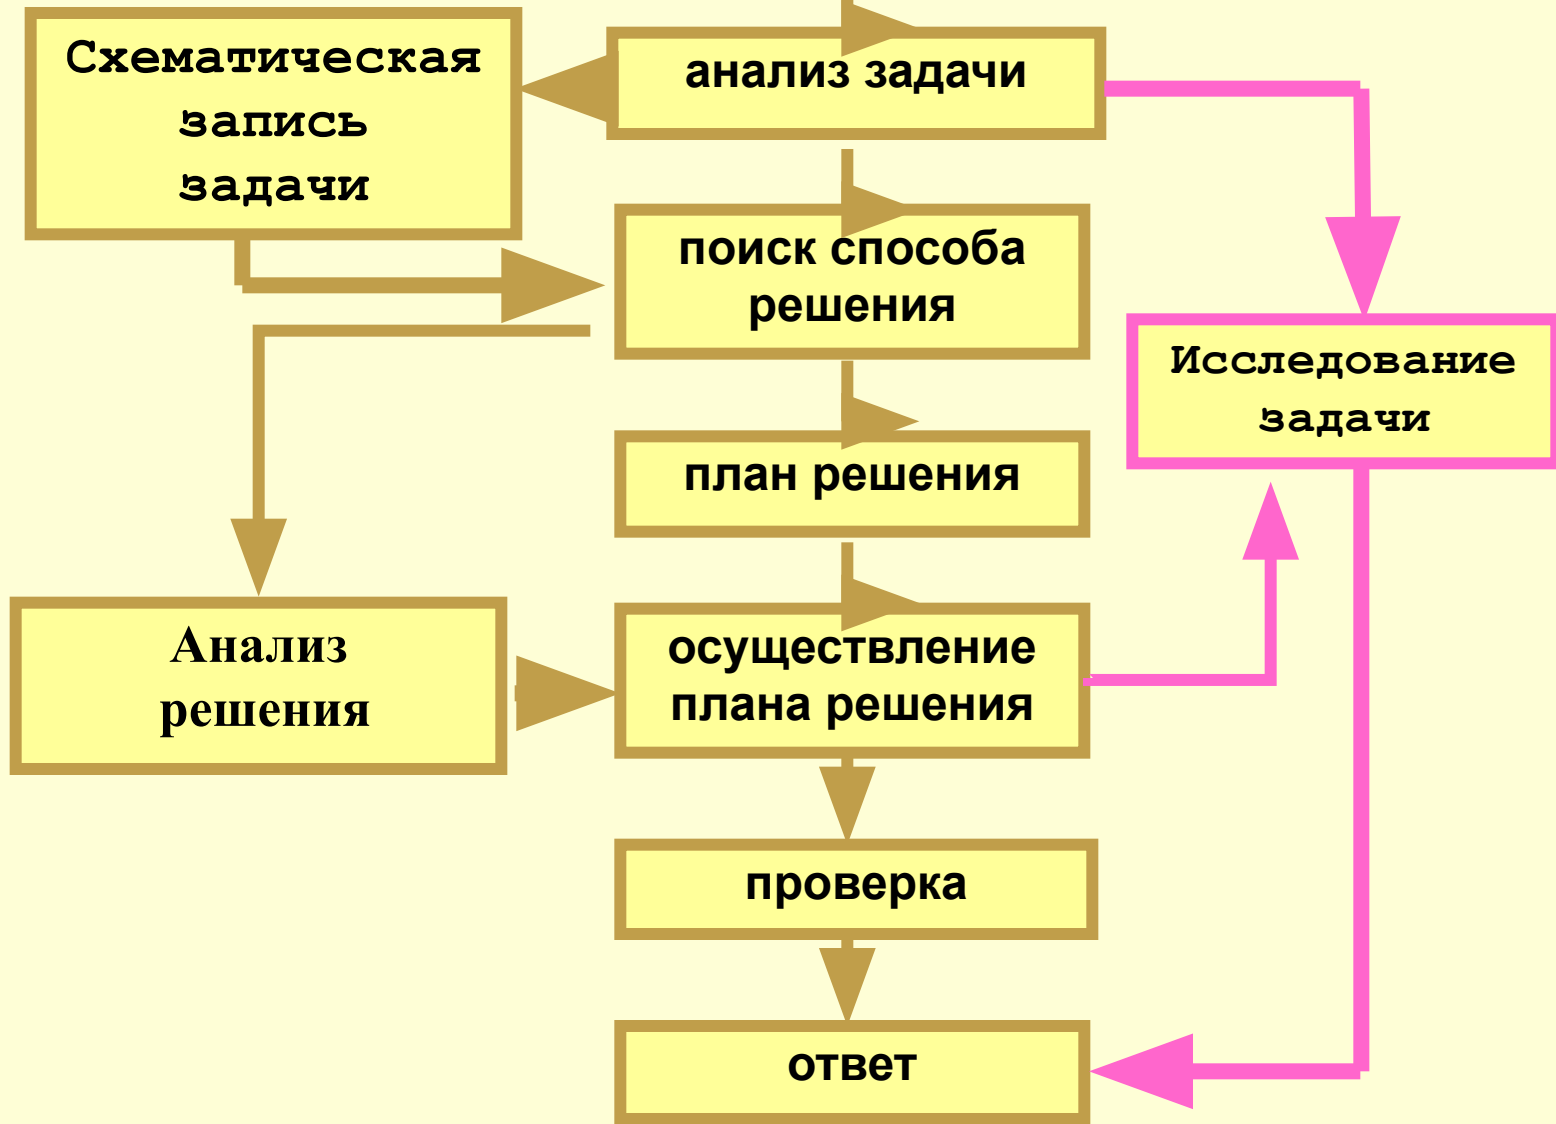 Схематическая
запись
задачи
анализ задачи
поиск способа
решения
Исследование
задачи
план решения
Анализ
решения
осуществление
плана решения
проверка
ответ